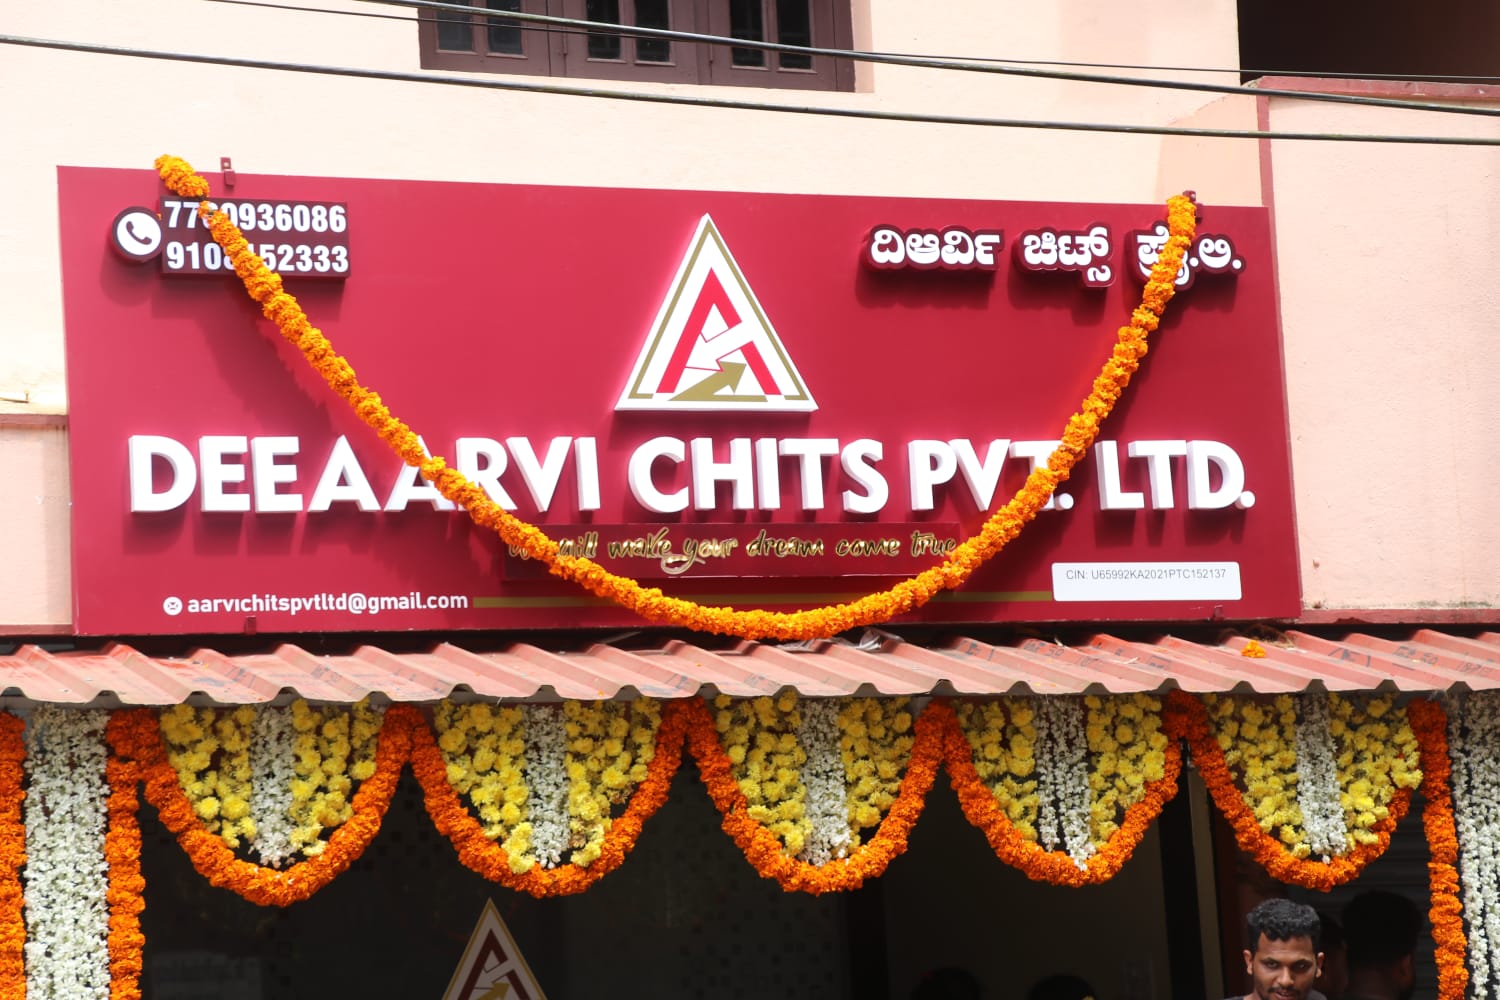 ದಿಆರ್ವಿ ಚಿಟ್ಸ್ ಪ್ರೈ.ಲಿ.
DEEAARVI CHITS PVT. LTD.
will make your dream come true
CIN: U65992KA2021PTC152137
aarvichitspvtltd@gmail.com